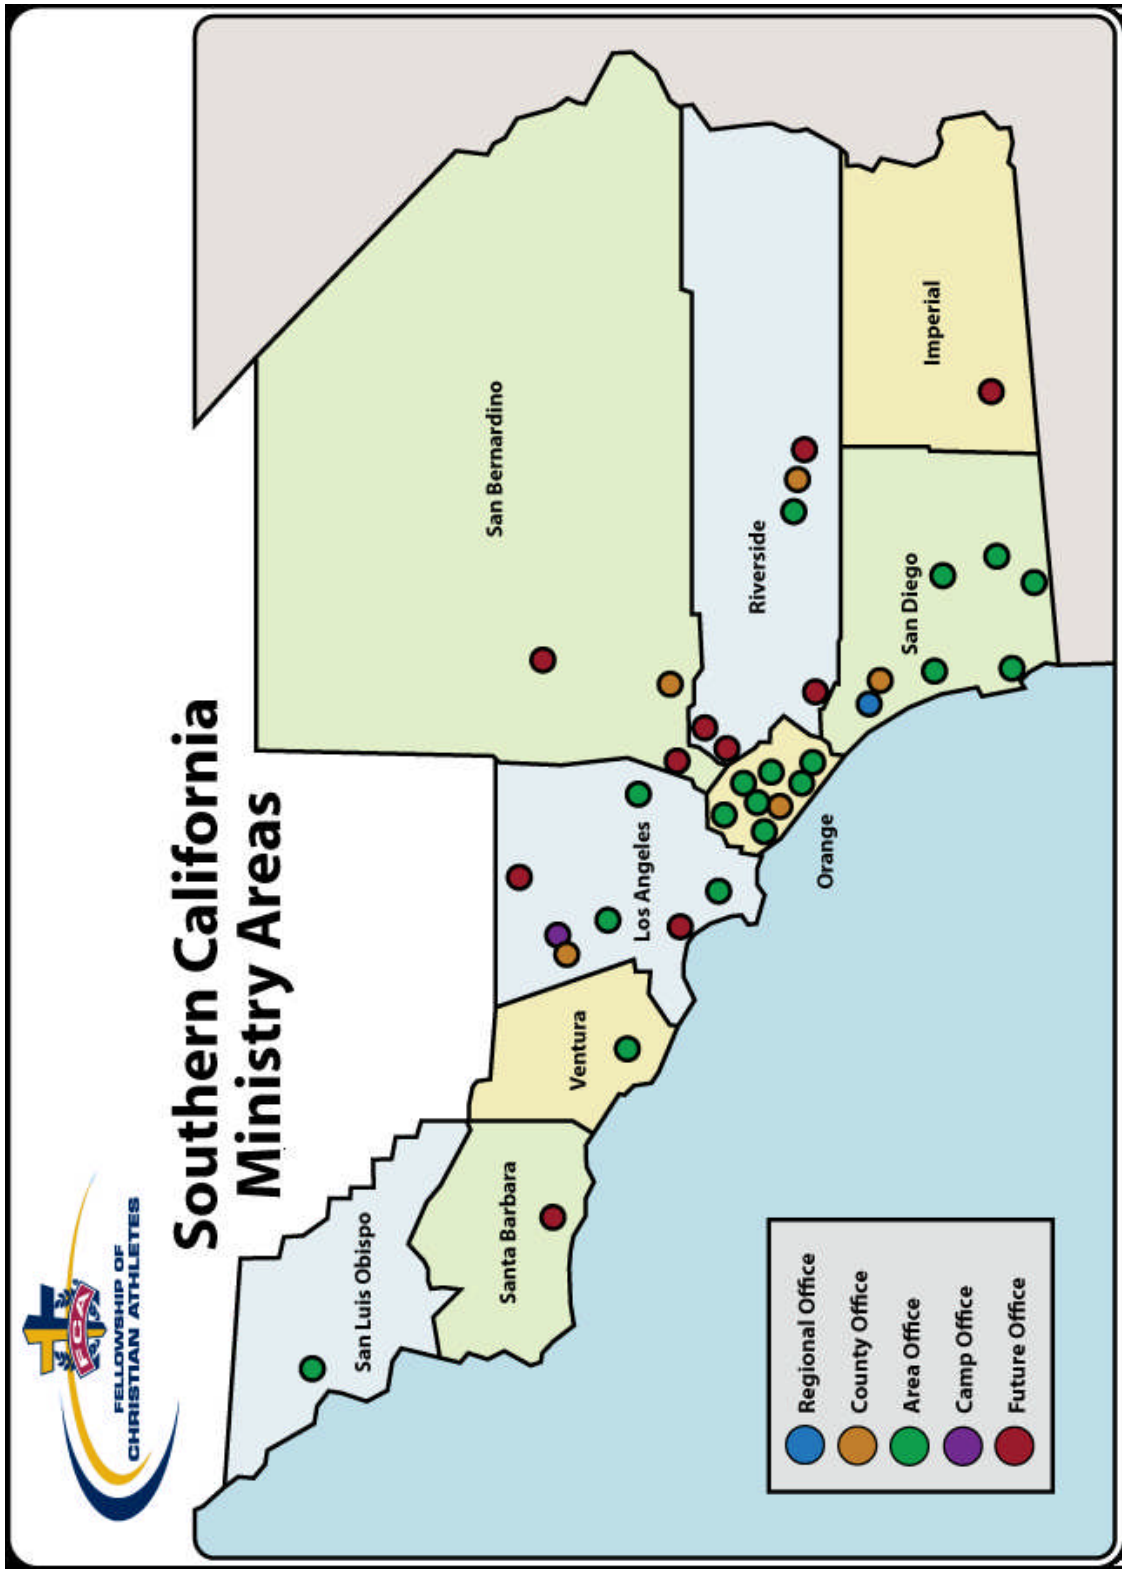 FCA
FELLOWSHIP OF
CHRISTIAN ATHLETES
Southern California
Ministry Areas
San Luis Obispo
Santa Barbara
Ventura
Los Angeles
San Bernardino
Orange
Riverside
San Diego
Imperial
Regional Office
County Office
Area Office
Camp Office
Future Office